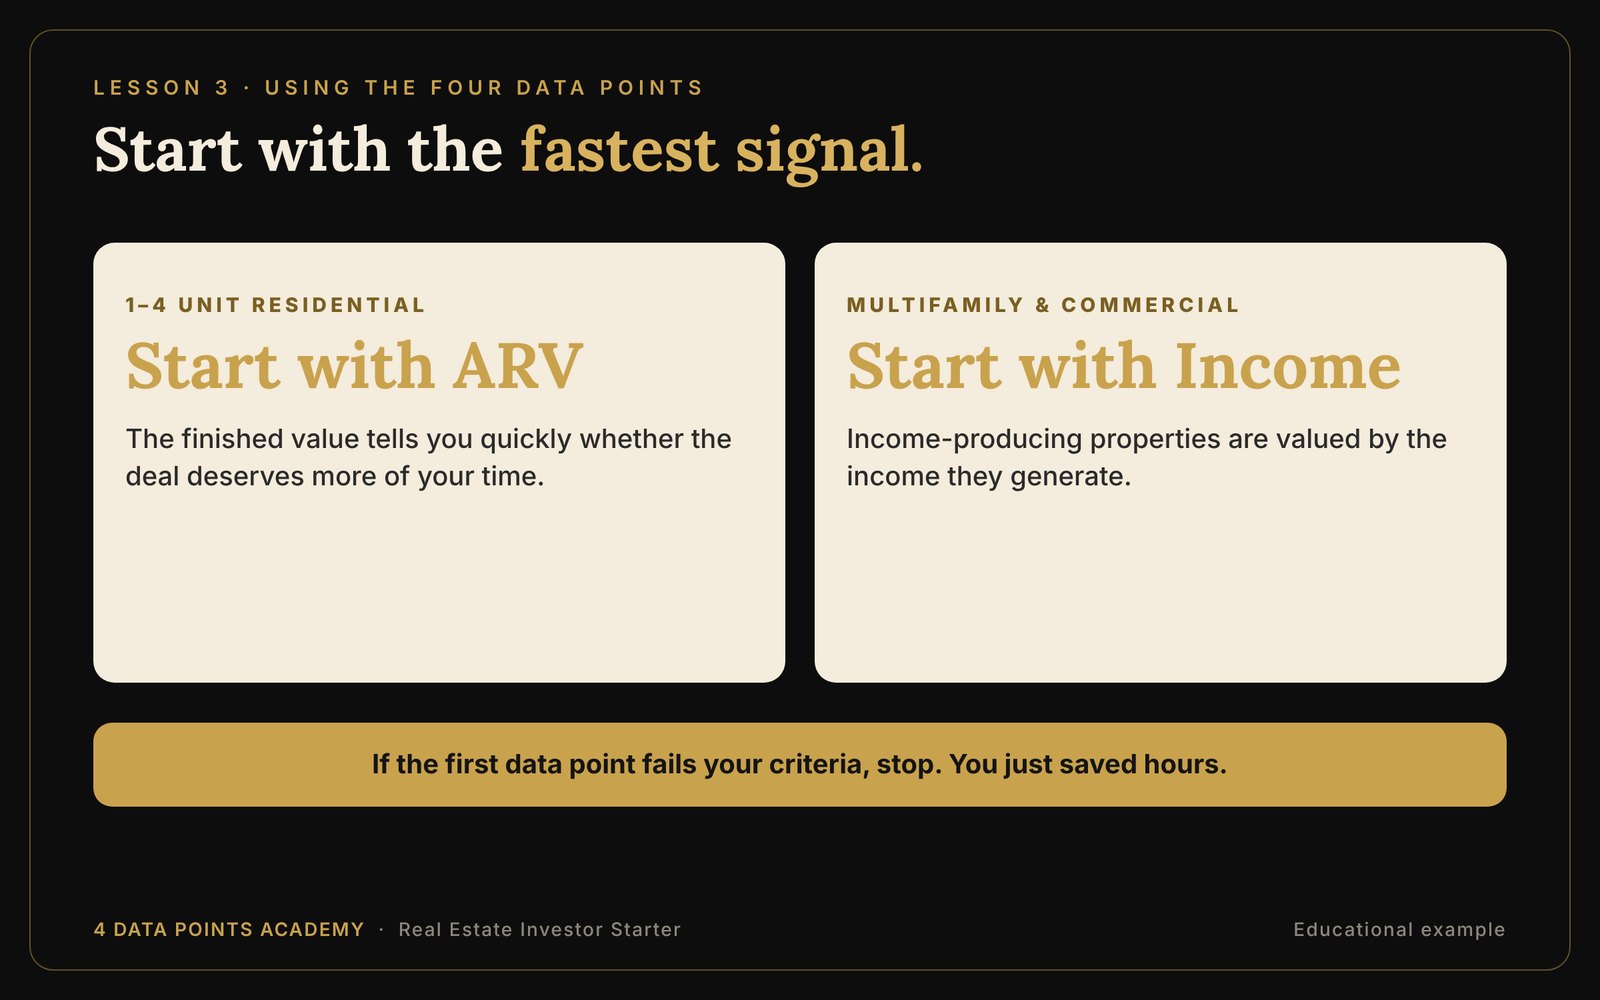 LESSON 3 · USING THE FOUR DATA POINTS
Start with the fastest signal.
1–4 UNIT RESIDENTIAL
Start with ARV
The finished value tells you quickly whether the
deal deserves more of your time.
MULTIFAMILY & COMMERCIAL
Start with Income
Income-producing properties are valued by the
income they generate.
If the first data point fails your criteria, stop. You just saved hours.
4 DATA POINTS ACADEMY · Real Estate Investor Starter
Educational example